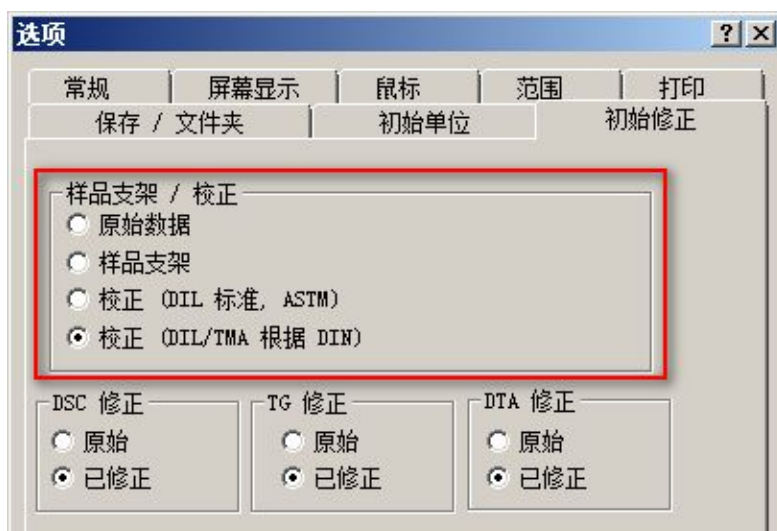 选项
常规 屏幕显示 鼠标 范围 打印
保存 / 文件夹 初始单位 初始修正
样品支架 / 校正
原始数据
样品支架
校正 (DIL 标准, ASTM)
校正 (DIL/TMA 根据 DIN)
DSC 修正 TG 修正 DTA 修正
原始 原始 原始
已修正 已修正 已修正